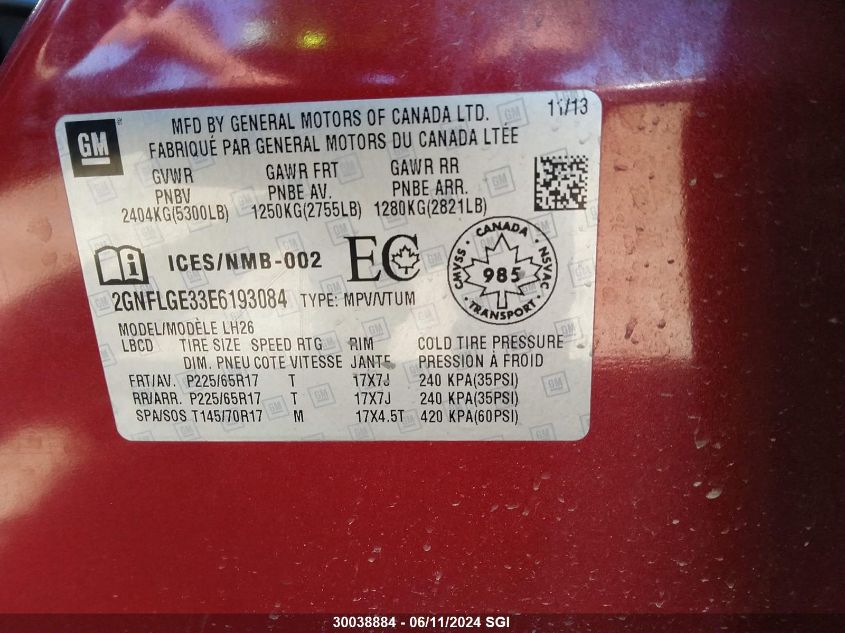 GM
MFD BY GENERAL MOTORS OF CANADA LTD.
11/13
FABRIQUÉ PAR GENERAL MOTORS DU CANADA LTÉE
GVWR GAWR FRT GAWR RR
PNBV PNBE AV. PNBE ARR.
2404KG(5300LB) 1250KG(2755LB) 1280KG(2821LB)
ICES/NMB-002 EC
CANADA
CMVSS 985 NSVAC
TRANSPORT
2GNFLGE33E6193084 TYPE: MPV/VTUM
MODEL/MODÈLE LH26
LBCD TIRE SIZE SPEED RTG RIM COLD TIRE PRESSURE
DIM. PNEU COTE VITESSE JANTE PRESSION À FROID
FRT/AV. P225/65R17 T 17X7J 240 KPA(35PSI)
RR/ARR. P225/65R17 T 17X7J 240 KPA(35PSI)
SPA/SOS T145/70R17 M 17X4.5T 420 KPA(60PSI)
30038884 - 06/11/2024 SGI